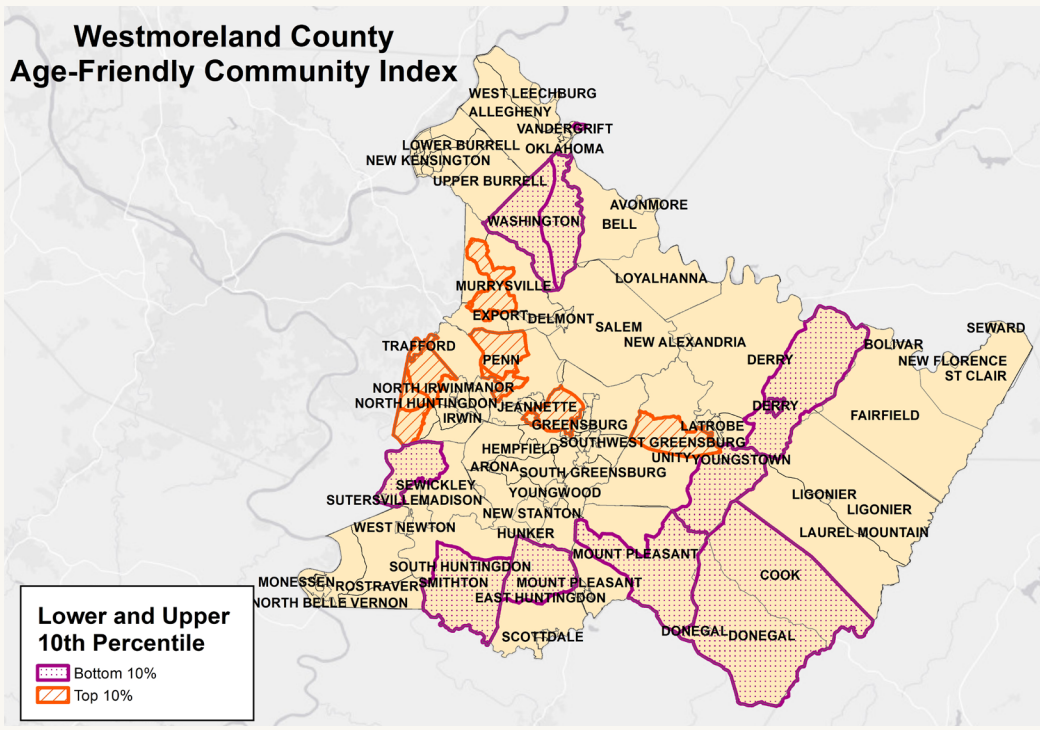 Westmoreland County
Age-Friendly Community Index
WEST LEECHBURG
ALLEGHENY
VANDERGRIFT
LOWER BURRELL
OKLAHOMA
NEW KENSINGTON
UPPER BURRELL
AVONMORE
WASHINGTON
BELL
LOYALHANNA
MURRYSVILLE
EXPORT
DELMONT
SALEM
SEWARD
NEW ALEXANDRIA
BOLIVAR
TRAFFORD
PENN
DERRY
NEW FLORENCE
ST CLAIR
NORTH IRWIN
MANOR
NORTH HUNTINGDON
JEANNETTE
DERRY
IRWIN
FAIRFIELD
GREENSBURG
LATROBE
SOUTHWEST GREENSBURG
HEMPFIELD
UNITY
YOUNGSTOWN
ARONA
SOUTH GREENSBURG
SEWICKLEY
YOUNGWOOD
LIGONIER
SUTERSVILLE
MADISON
LIGONIER
NEW STANTON
WEST NEWTON
HUNKER
LAUREL MOUNTAIN
MOUNT PLEASANT
SOUTH HUNTINGDON
COOK
MONESSEN
ROSTRAVER
SMITHTON
MOUNT PLEASANT
EAST HUNTINGDON
NORTH BELLE VERNON
SCOTTDALE
DONEGAL
DONEGAL
Lower and Upper
10th Percentile
Bottom 10%
Top 10%